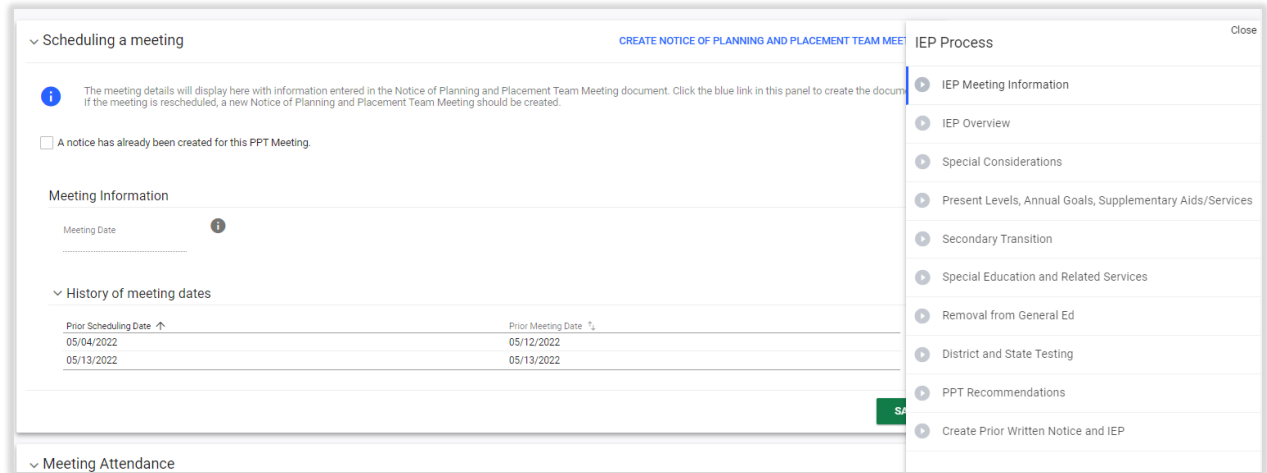 Scheduling a meeting
CREATE NOTICE OF PLANNING AND PLACEMENT TEAM MEET
The meeting details will display here with information entered in the Notice of Planning and Placement Team Meeting document. Click the blue link in this panel to create the docum
If the meeting is rescheduled, a new Notice of Planning and Placement Team Meeting should be created.
A notice has already been created for this PPT Meeting.
Meeting Information
Meeting Date
History of meeting dates
Prior Scheduling Date
Prior Meeting Date
05/04/2022
05/12/2022
05/13/2022
05/13/2022
SA
Meeting Attendance
Close
IEP Process
IEP Meeting Information
IEP Overview
Special Considerations
Present Levels, Annual Goals, Supplementary Aids/Services
Secondary Transition
Special Education and Related Services
Removal from General Ed
District and State Testing
PPT Recommendations
Create Prior Written Notice and IEP